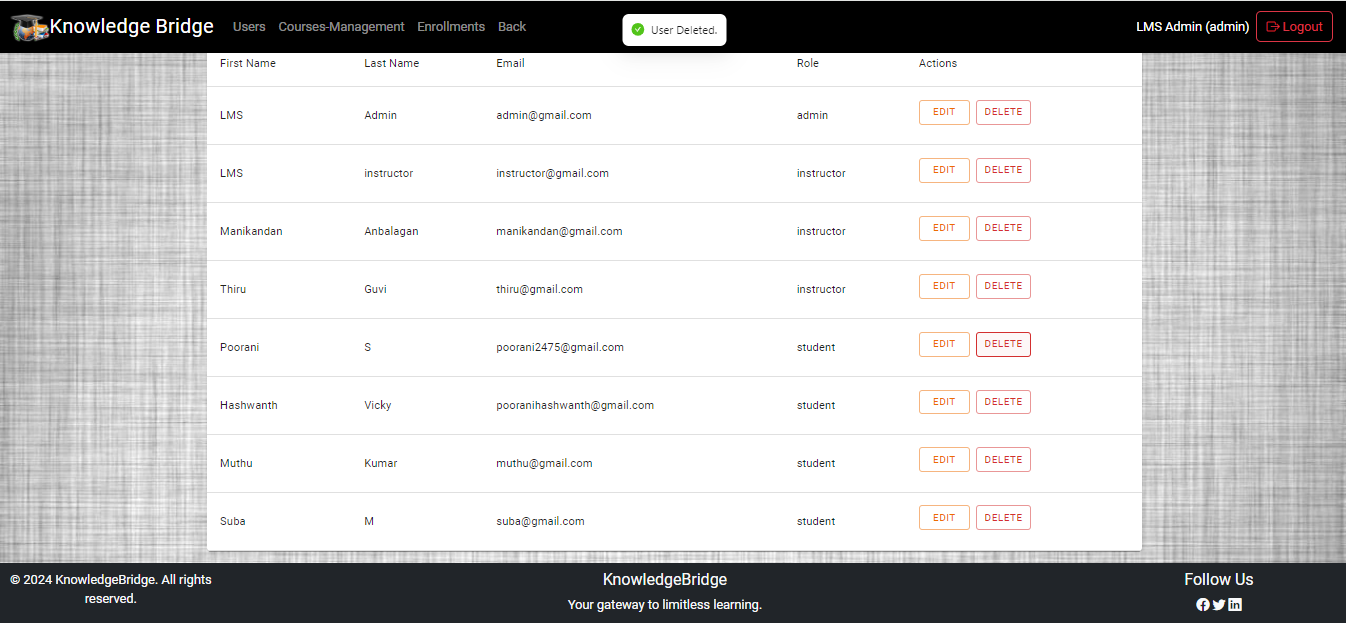 Knowledge Bridge Users Courses-Management Enrollments Back User Deleted. LMS Admin (admin) Logout
First Name Last Name Email Role Actions
LMS Admin admin@gmail.com admin EDIT DELETE
LMS instructor instructor@gmail.com instructor EDIT DELETE
Manikandan Anbalagan manikandan@gmail.com instructor EDIT DELETE
Thiru Guvi thiru@gmail.com instructor EDIT DELETE
Poorani S poorani2475@gmail.com student EDIT DELETE
Hashwanth Vicky pooranihashwanth@gmail.com student EDIT DELETE
Muthu Kumar muthu@gmail.com student EDIT DELETE
Suba M suba@gmail.com student EDIT DELETE
© 2024 KnowledgeBridge. All rights
reserved.
KnowledgeBridge
Your gateway to limitless learning.
Follow Us